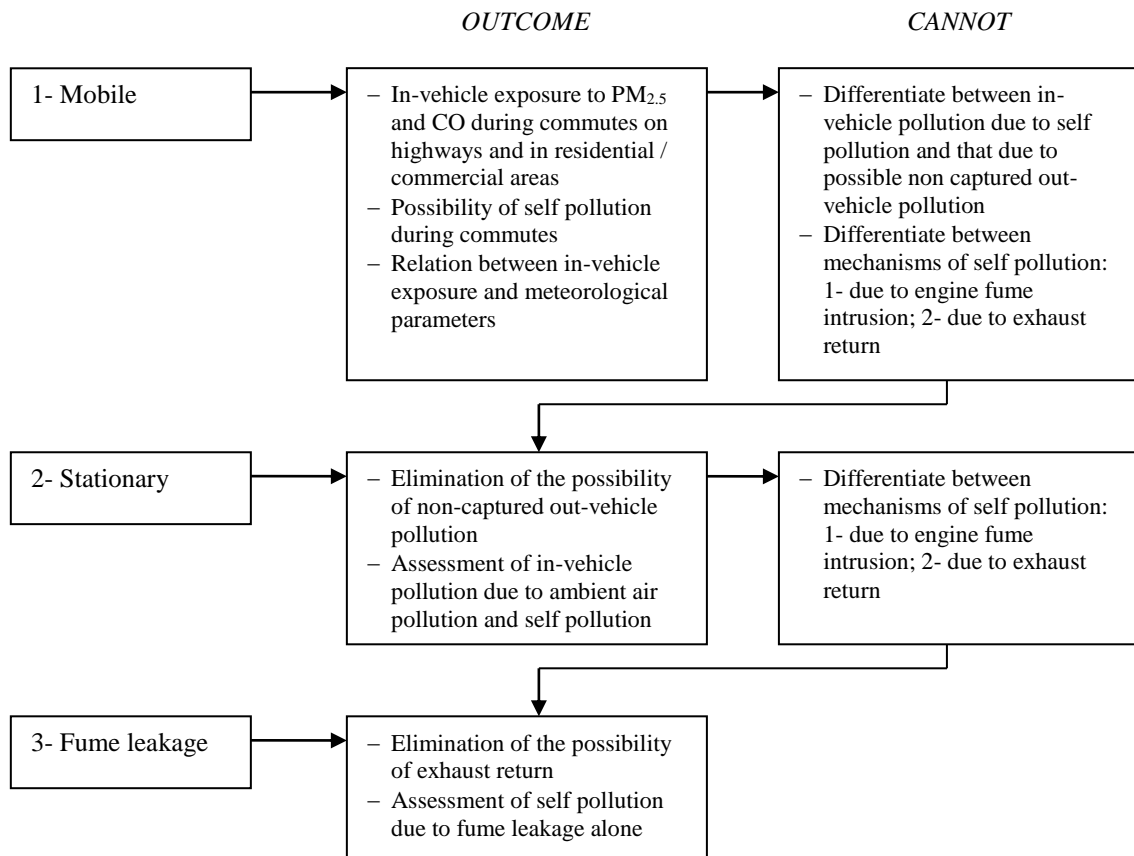 OUTCOME
CANNOT
1- Mobile
– In-vehicle exposure to PM2.5
and CO during commutes on
highways and in residential /
commercial areas
– Possibility of self pollution
during commutes
– Relation between in-vehicle
exposure and meteorological
parameters
– Differentiate between in-
vehicle pollution due to self
pollution and that due to
possible non captured out-
vehicle pollution
– Differentiate between
mechanisms of self pollution:
1- due to engine fume
intrusion; 2- due to exhaust
return
2- Stationary
– Elimination of the possibility
of non-captured out-vehicle
pollution
– Assessment of in-vehicle
pollution due to ambient air
pollution and self pollution
– Differentiate between
mechanisms of self pollution:
1- due to engine fume
intrusion; 2- due to exhaust
return
3- Fume leakage
– Elimination of the possibility
of exhaust return
– Assessment of self pollution
due to fume leakage alone